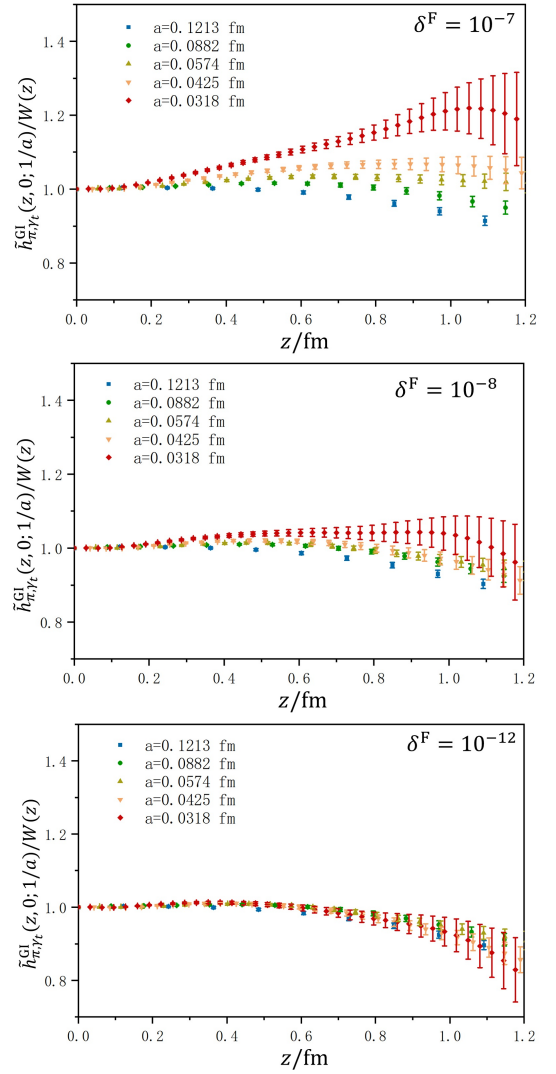 δ^F = 10^−7
a=0.1213 fm
a=0.0882 fm
a=0.0574 fm
a=0.0425 fm
a=0.0318 fm
1.4
1.2
1.0
0.8
h̃^GI_π,γt(z, 0; 1/a)/W(z)
0.0 0.2 0.4 0.6 0.8 1.0 1.2
z/fm
δ^F = 10^−8
a=0.1213 fm
a=0.0882 fm
a=0.0574 fm
a=0.0425 fm
a=0.0318 fm
1.4
1.2
1.0
0.8
h̃^GI_π,γt(z, 0; 1/a)/W(z)
0.0 0.2 0.4 0.6 0.8 1.0 1.2
z/fm
δ^F = 10^−12
a=0.1213 fm
a=0.0882 fm
a=0.0574 fm
a=0.0425 fm
a=0.0318 fm
1.4
1.2
1.0
0.8
h̃^GI_π,γt(z, 0; 1/a)/W(z)
0.0 0.2 0.4 0.6 0.8 1.0 1.2
z/fm